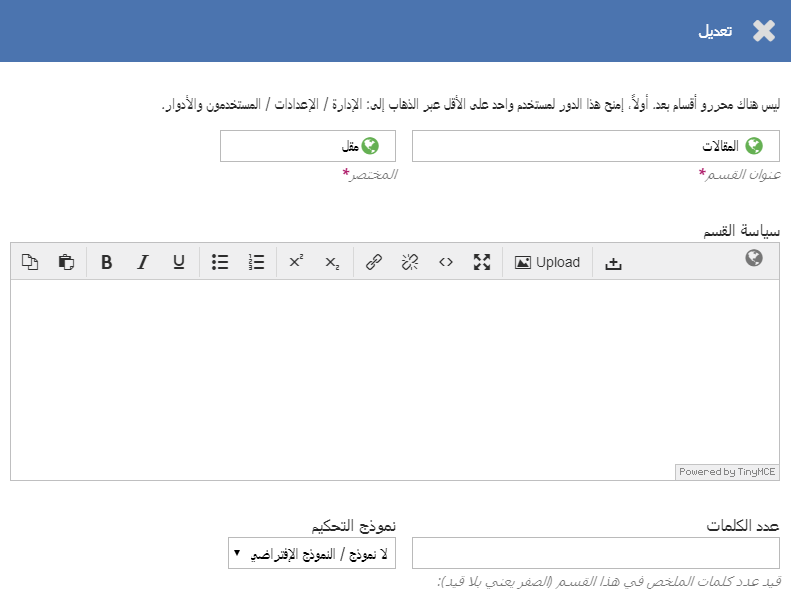 تعديل
ليس هناك محررو أقسام بعد. أولاً، إمنح هذا الدور لمستخدم واحد على الأقل عبر الذهاب إلى: الإدارة / الإعدادات / المستخدمون والأدوار.
المقالات
مقل
عنوان القسم*
المختصر*
سياسة القسم
B I U x² x₂ Upload
Powered by TinyMCE
عدد الكلمات
نموذج التحكيم
لا نموذج / النموذج الإفتراضي
قيد عدد كلمات الملخص في هذا القسم (الصفر يعني بلا قيد):